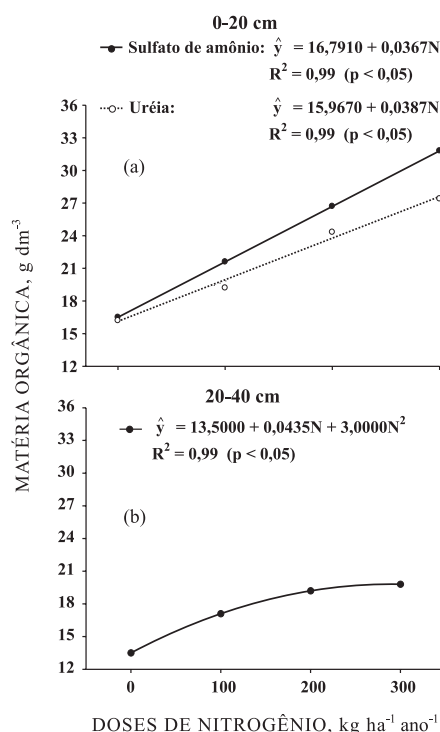 0-20 cm
Sulfato de amônio: ŷ = 16,7910 + 0,0367N
R² = 0,99 (p < 0,05)
Uréia: ŷ = 15,9670 + 0,0387N
R² = 0,99 (p < 0,05)
(a)
36
33
30
27
24
21
18
15
12
MATÉRIA ORGÂNICA, g dm⁻³
20-40 cm
ŷ = 13,5000 + 0,0435N + 3,0000N²
R² = 0,99 (p < 0,05)
(b)
36
33
30
27
24
21
18
15
12
0 100 200 300
DOSES DE NITROGÊNIO, kg ha⁻¹ ano⁻¹